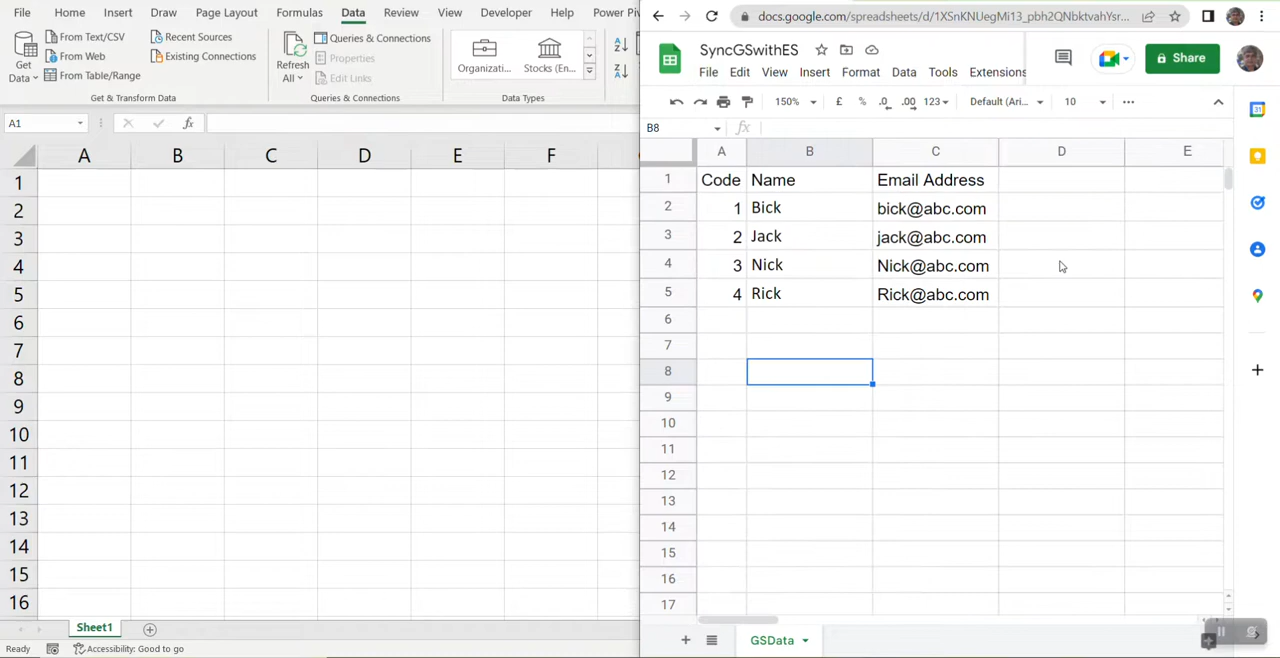 File Home Insert Draw Page Layout Formulas Data Review View Developer Help Power Piv
From Text/CSV
From Web
From Table/Range
Get
Data
Recent Sources
Existing Connections
Get & Transform Data
Refresh
All
Queries & Connections
Properties
Edit Links
Queries & Connections
Organizati...
Stocks (En...
Data Types
A1
fx
A B C D E F
1
2
3
4
5
6
7
8
9
10
11
12
13
14
15
16
Sheet1
Ready Accessibility: Good to go
docs.google.com/spreadsheets/d/1XSnKNUegMi13_pbh2QNbktvahYsr...
SyncGSwithES
File Edit View Insert Format Data Tools Extensions
Share
150% £ % .0 .00 123 Default (Ari... 10
B8
fx
A B C D E
1 Code Name Email Address
2 1 Bick bick@abc.com
3 2 Jack jack@abc.com
4 3 Nick Nick@abc.com
5 4 Rick Rick@abc.com
6
7
8
9
10
11
12
13
14
15
16
17
GSData
31